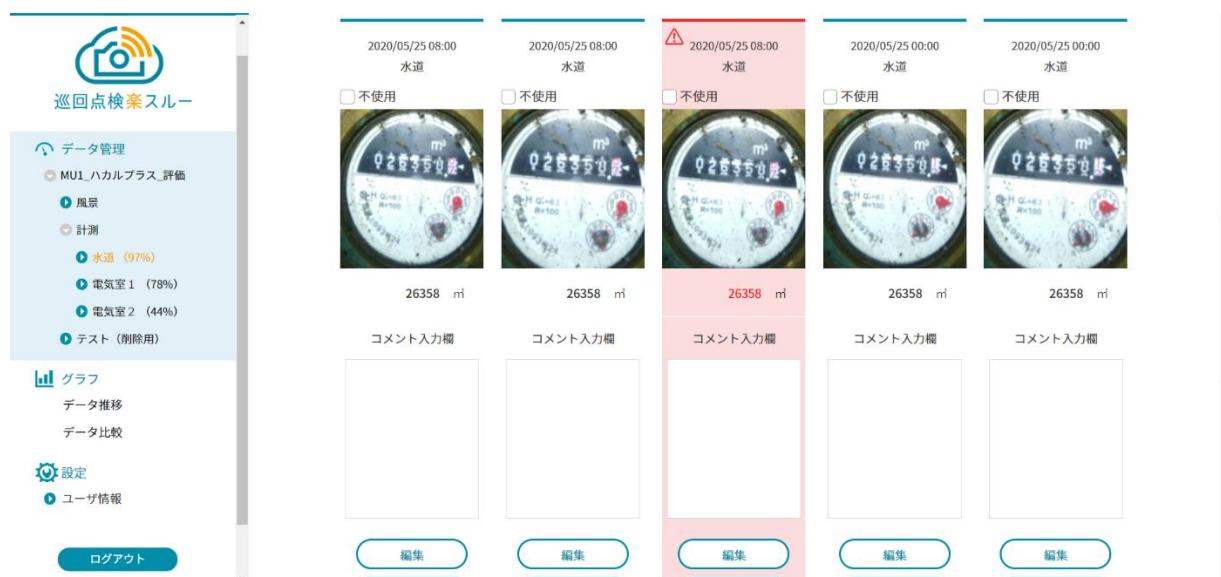 巡回点検楽スルー
データ管理
MU1_ハカルプラス_評価
風景
計測
水道 (97%)
電気室1 (78%)
電気室2 (44%)
テスト (削除用)
グラフ
データ推移
データ比較
設定
ユーザ情報
ログアウト
2020/05/25 08:00
水道
不使用
m³
26358 ㎥
コメント入力欄
編集
2020/05/25 08:00
水道
不使用
m³
26358 ㎥
コメント入力欄
編集
2020/05/25 08:00
水道
不使用
m³
26358 ㎥
コメント入力欄
編集
2020/05/25 00:00
水道
不使用
m³
26358 ㎥
コメント入力欄
編集
2020/05/25 00:00
水道
不使用
m³
26358 ㎥
コメント入力欄
編集